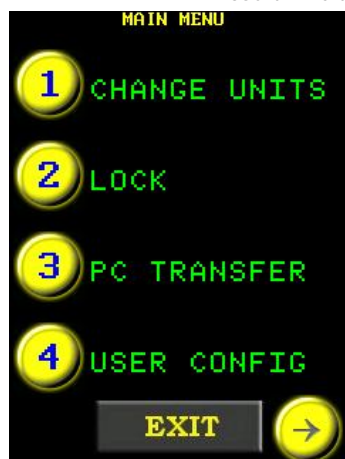 MAIN MENU
1 CHANGE UNITS
2 LOCK
3 PC TRANSFER
4 USER CONFIG
EXIT →